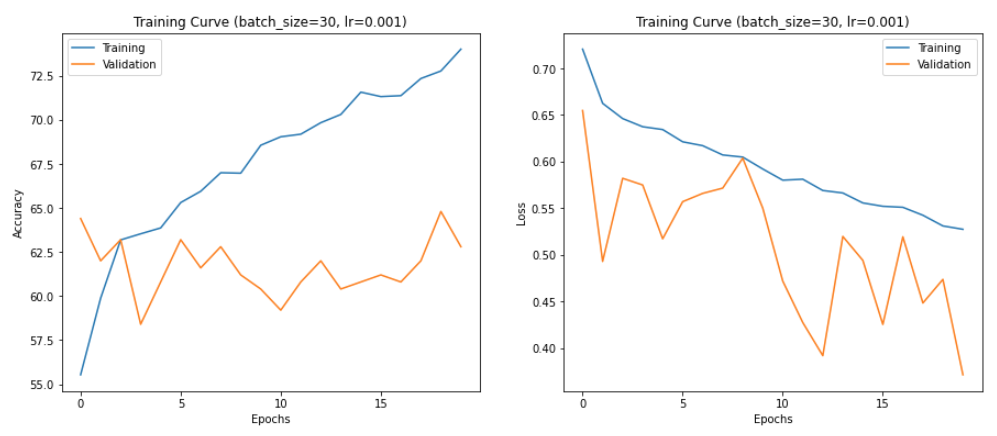 Training Curve (batch_size=30, lr=0.001)
Training
Validation
72.5
70.0
67.5
65.0
62.5
60.0
57.5
55.0
Accuracy
0 5 10 15
Epochs
Training Curve (batch_size=30, lr=0.001)
Training
Validation
0.70
0.65
0.60
0.55
0.50
0.45
0.40
Loss
0 5 10 15
Epochs